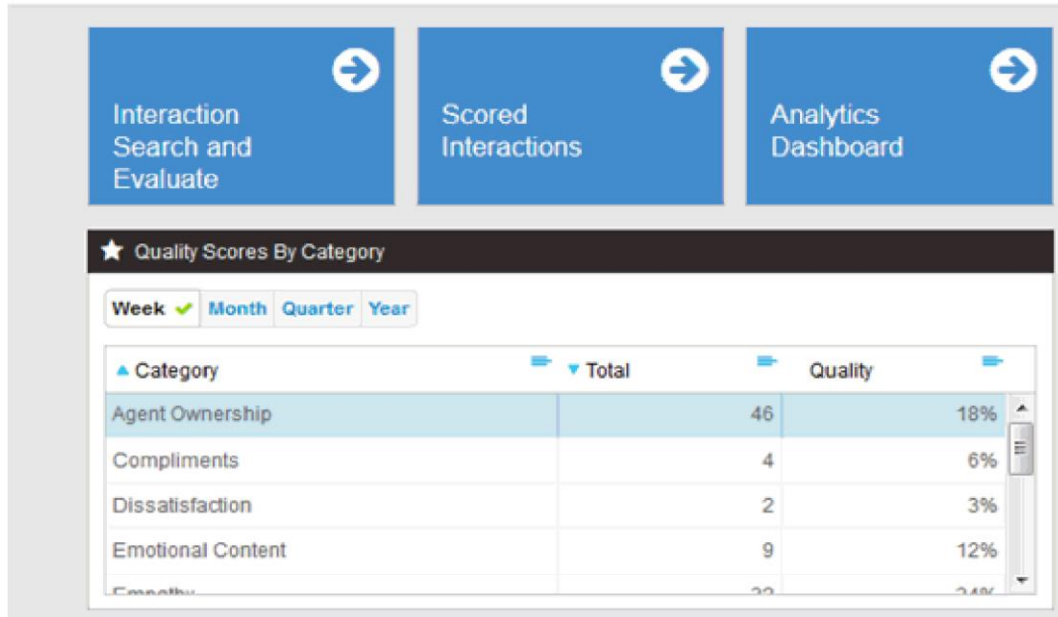 Interaction
Search and
Evaluate
Scored
Interactions
Analytics
Dashboard
Quality Scores By Category
Week Month Quarter Year
Category Total Quality
Agent Ownership 46 18%
Compliments 4 6%
Dissatisfaction 2 3%
Emotional Content 9 12%
Empathy